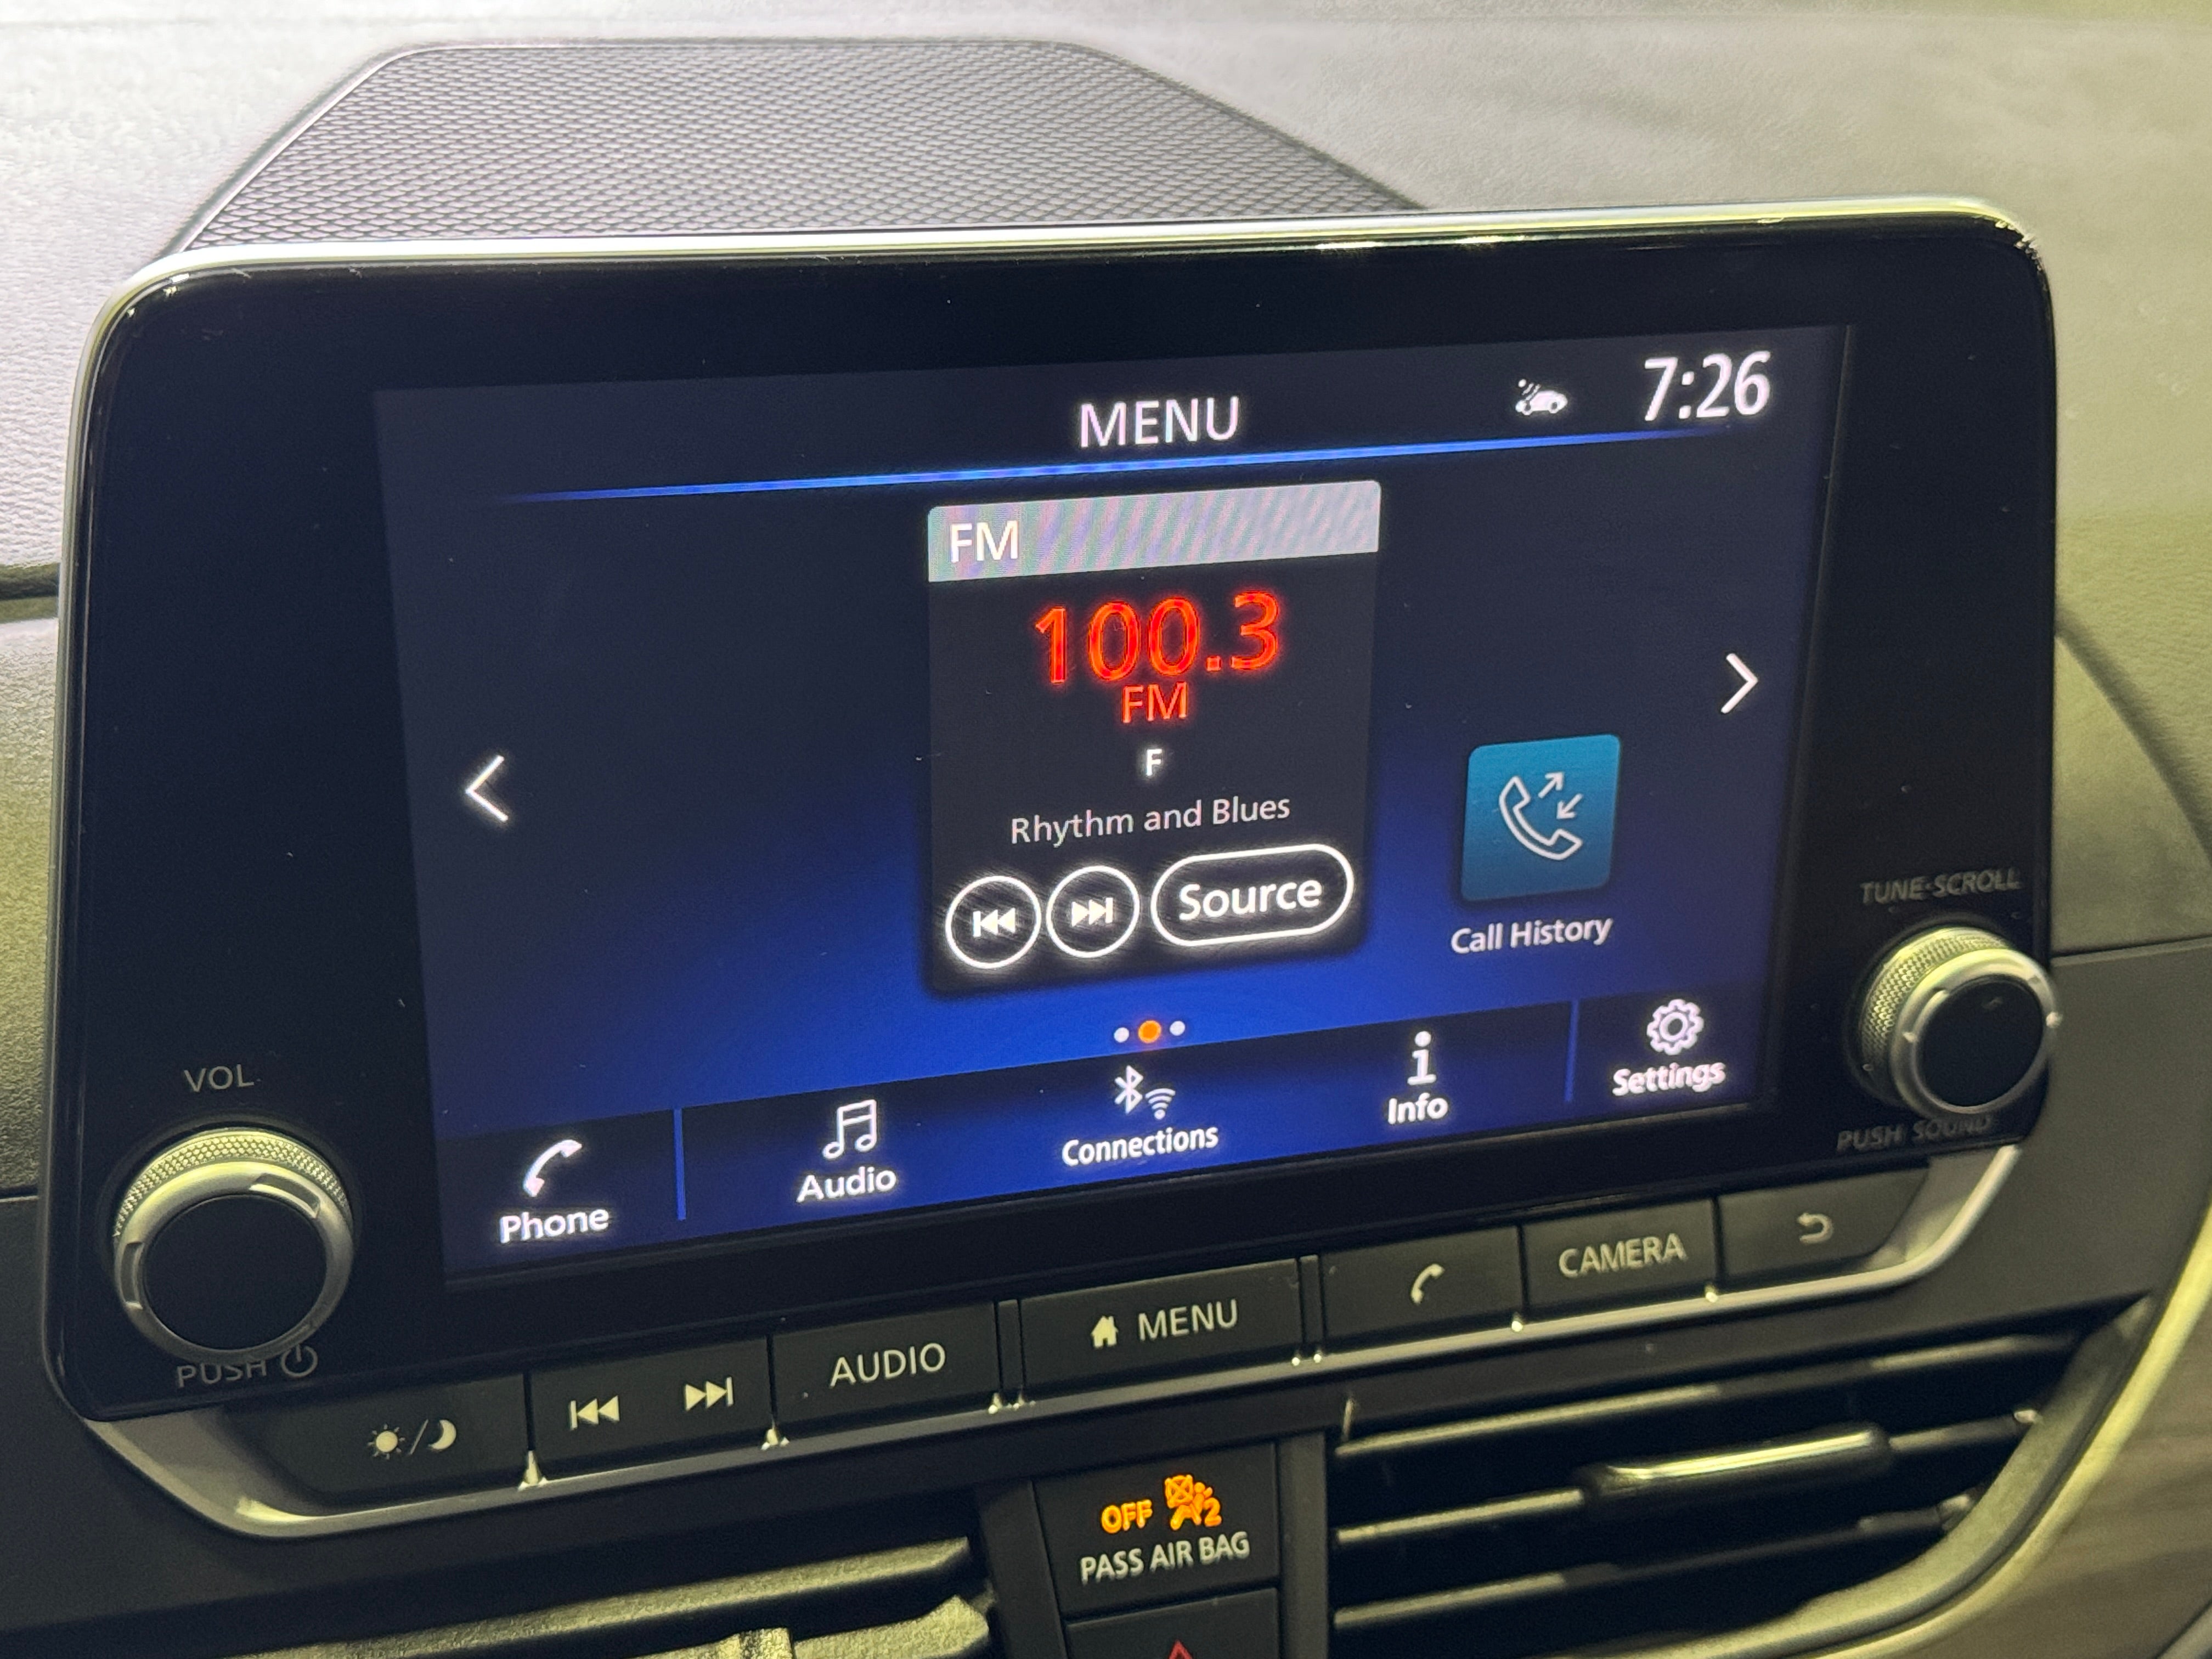 MENU
7:26
FM
100.3
FM
F
Rhythm and Blues
Source
Call History
TUNE·SCROLL
VOL
Phone
Audio
Connections
Info
Settings
PUSH SOUND
PUSH
AUDIO
MENU
CAMERA
OFF 2
PASS AIR BAG